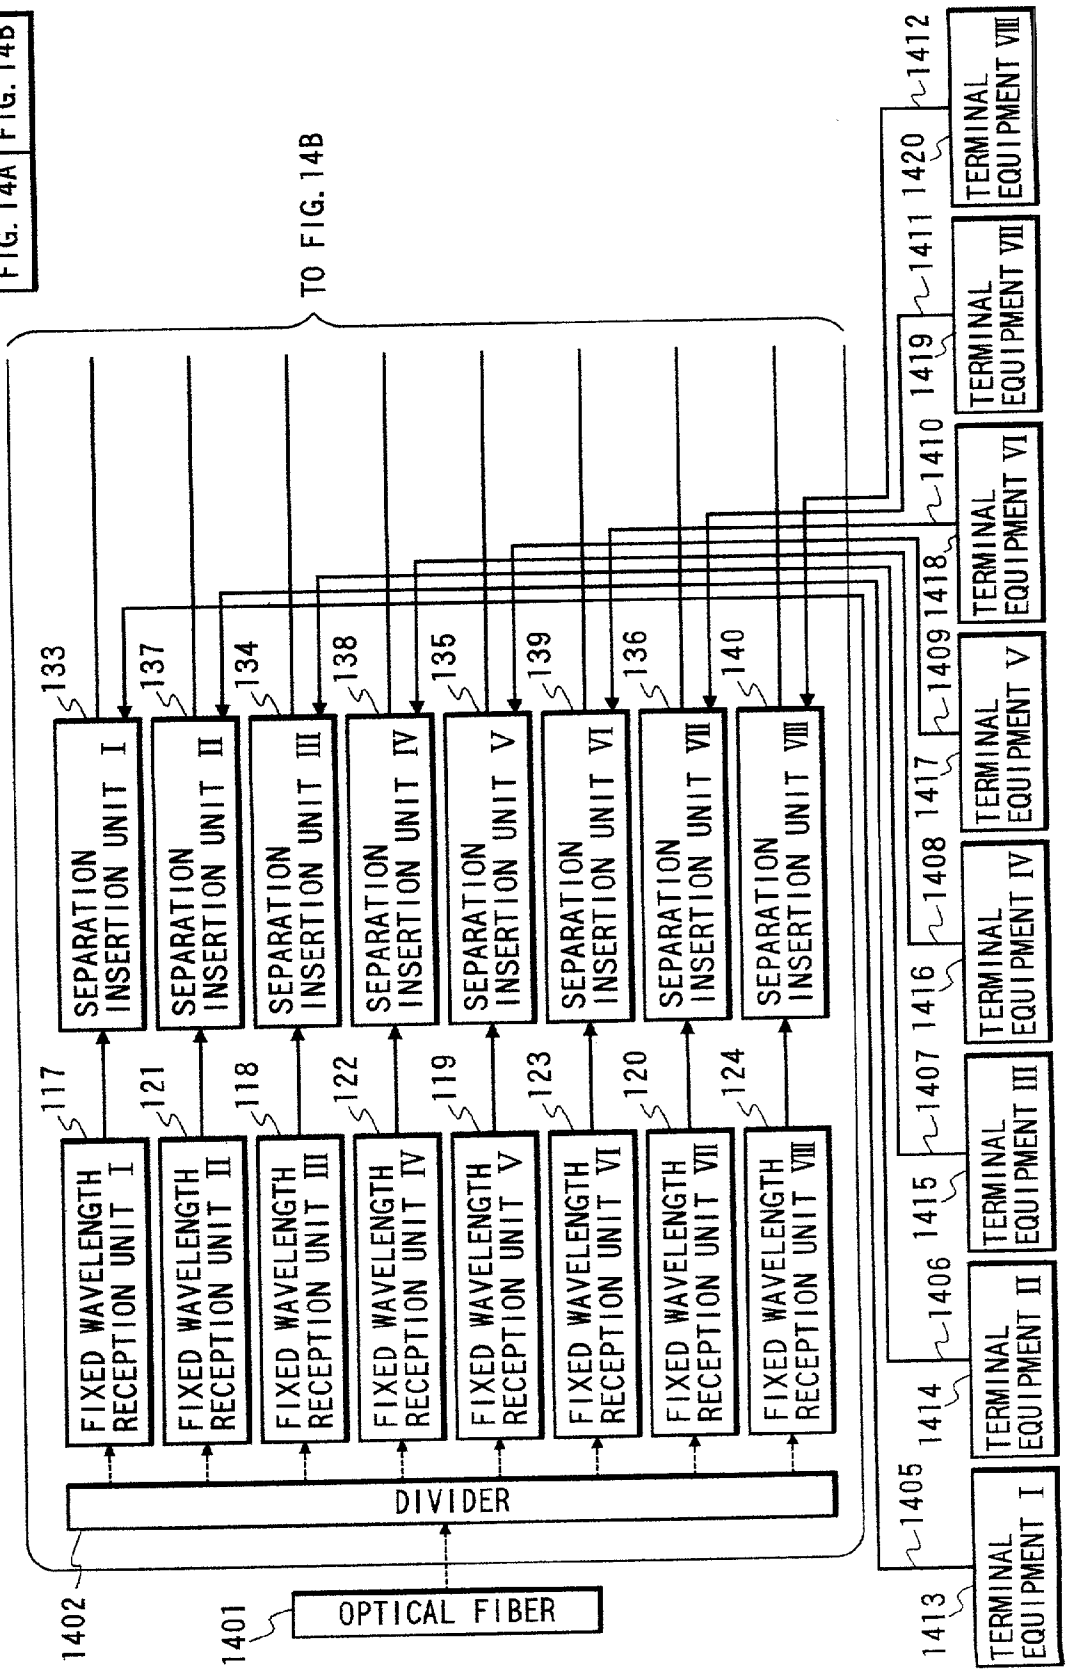 FIG. 14A FIG. 14B
TO FIG. 14B
1401
OPTICAL FIBER
1402
DIVIDER
117
FIXED WAVELENGTH
RECEPTION UNIT I
121
FIXED WAVELENGTH
RECEPTION UNIT II
118
FIXED WAVELENGTH
RECEPTION UNIT III
122
FIXED WAVELENGTH
RECEPTION UNIT IV
119
FIXED WAVELENGTH
RECEPTION UNIT V
123
FIXED WAVELENGTH
RECEPTION UNIT VI
120
FIXED WAVELENGTH
RECEPTION UNIT VII
124
FIXED WAVELENGTH
RECEPTION UNIT VIII
133
SEPARATION
INSERTION UNIT I
137
SEPARATION
INSERTION UNIT II
134
SEPARATION
INSERTION UNIT III
138
SEPARATION
INSERTION UNIT IV
135
SEPARATION
INSERTION UNIT V
139
SEPARATION
INSERTION UNIT VI
136
SEPARATION
INSERTION UNIT VII
140
SEPARATION
INSERTION UNIT VIII
1413
1405
TERMINAL
EQUIPMENT I
1414
1406
TERMINAL
EQUIPMENT II
1415
1407
TERMINAL
EQUIPMENT III
1416
1408
TERMINAL
EQUIPMENT IV
1417
1409
TERMINAL
EQUIPMENT V
1418
1410
TERMINAL
EQUIPMENT VI
1419
1411
TERMINAL
EQUIPMENT VII
1420
1412
TERMINAL
EQUIPMENT VIII